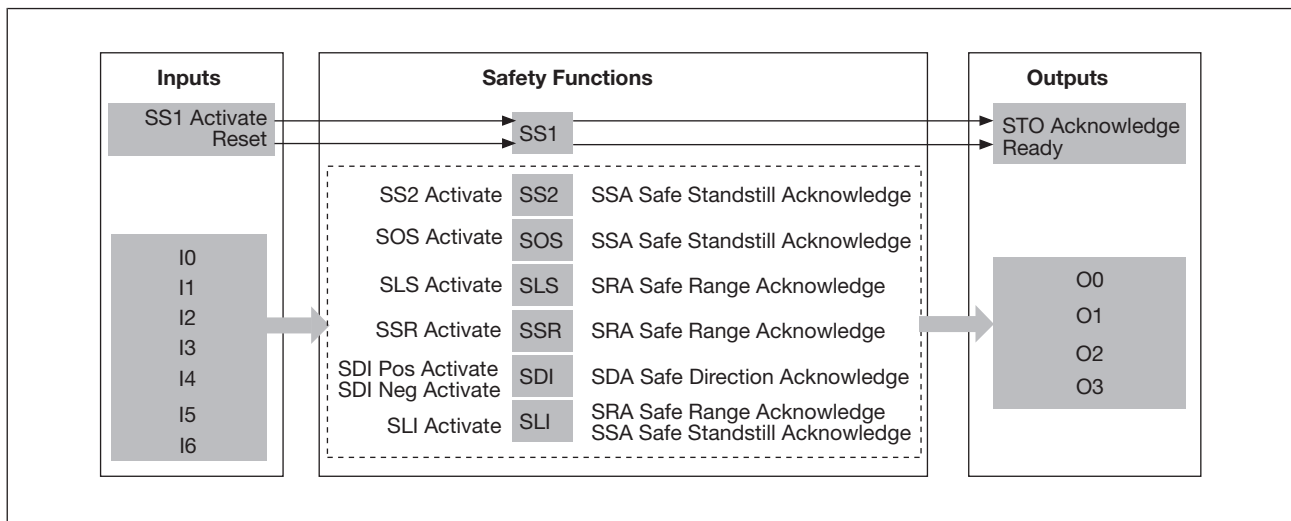 Inputs
Safety Functions
Outputs
SS1 Activate
Reset
SS1
STO Acknowledge
Ready
SS2 Activate SS2 SSA Safe Standstill Acknowledge
SOS Activate SOS SSA Safe Standstill Acknowledge
SLS Activate SLS SRA Safe Range Acknowledge
SSR Activate SSR SRA Safe Range Acknowledge
SDI Pos Activate
SDI Neg Activate
SDI
SDA Safe Direction Acknowledge
SLI Activate SLI
SRA Safe Range Acknowledge
SSA Safe Standstill Acknowledge
I0
I1
I2
I3
I4
I5
I6
O0
O1
O2
O3